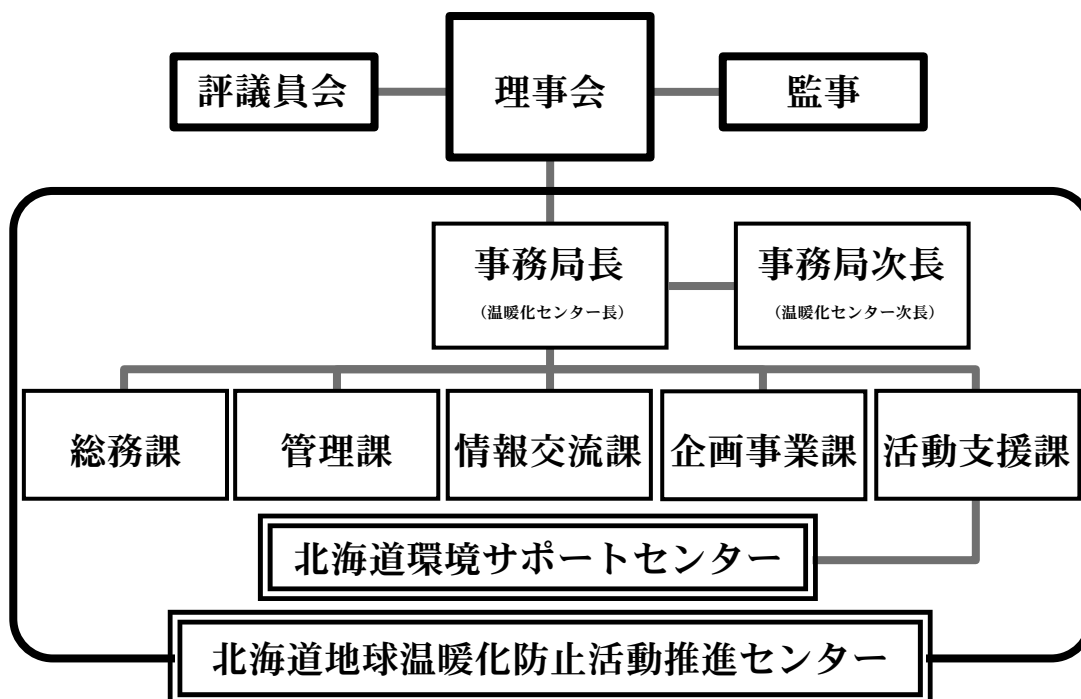 評議員会
理事会
監事
事務局長
（温暖化センター長）
事務局次長
（温暖化センター次長）
総務課
管理課
情報交流課
企画事業課
活動支援課
北海道環境サポートセンター
北海道地球温暖化防止活動推進センター